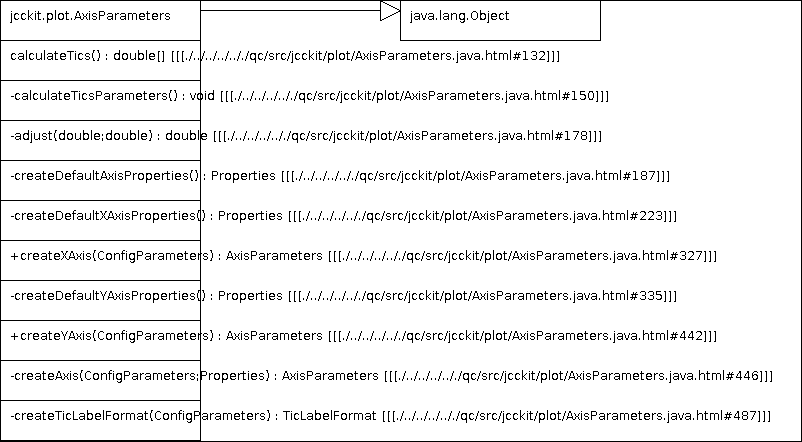 jcckit.plot.AxisParameters
java.lang.Object
calculateTics() : double[] [[[./../../../../../qc/src/jcckit/plot/AxisParameters.java.html#132]]]
-calculateTicsParameters() : void [[[./../../../../../qc/src/jcckit/plot/AxisParameters.java.html#150]]]
-adjust(double;double) : double [[[./../../../../../qc/src/jcckit/plot/AxisParameters.java.html#178]]]
-createDefaultAxisProperties() : Properties [[[./../../../../../qc/src/jcckit/plot/AxisParameters.java.html#187]]]
-createDefaultXAxisProperties() : Properties [[[./../../../../../qc/src/jcckit/plot/AxisParameters.java.html#223]]]
+createXAxis(ConfigParameters) : AxisParameters [[[./../../../../../qc/src/jcckit/plot/AxisParameters.java.html#327]]]
-createDefaultYAxisProperties() : Properties [[[./../../../../../qc/src/jcckit/plot/AxisParameters.java.html#335]]]
+createYAxis(ConfigParameters) : AxisParameters [[[./../../../../../qc/src/jcckit/plot/AxisParameters.java.html#442]]]
-createAxis(ConfigParameters;Properties) : AxisParameters [[[./../../../../../qc/src/jcckit/plot/AxisParameters.java.html#446]]]
-createTicLabelFormat(ConfigParameters) : TicLabelFormat [[[./../../../../../qc/src/jcckit/plot/AxisParameters.java.html#487]]]